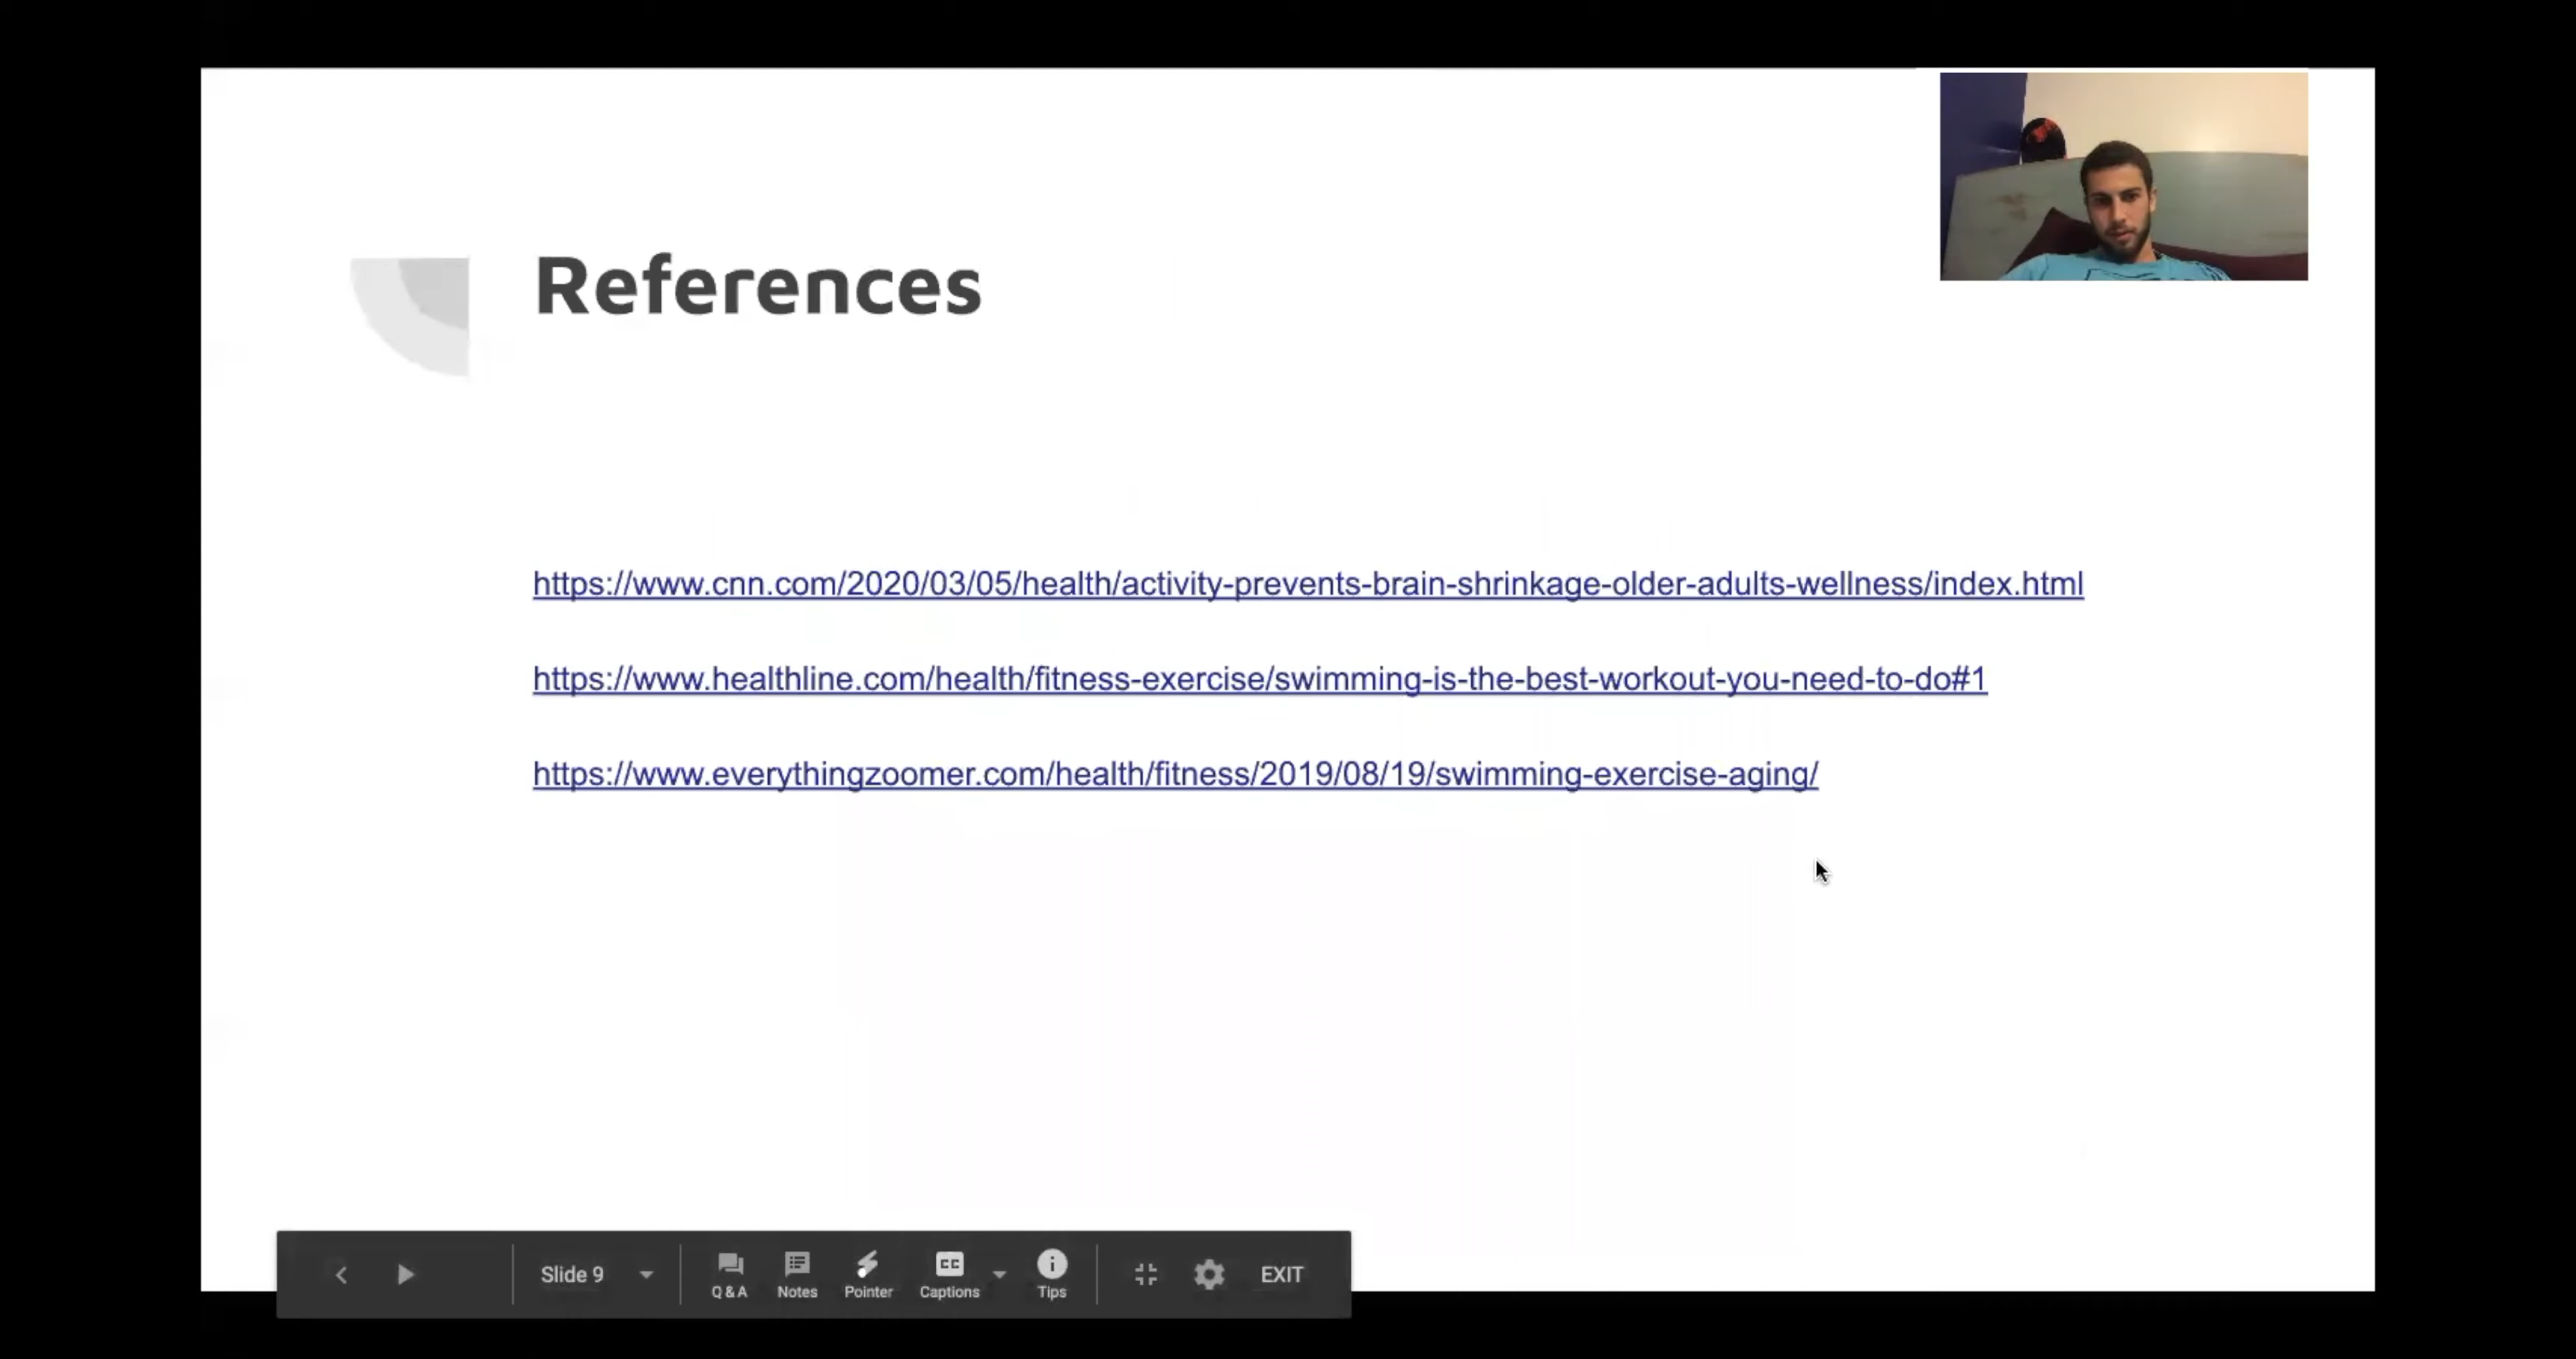 References
https://www.cnn.com/2020/03/05/health/activity-prevents-brain-shrinkage-older-adults-wellness/index.html
https://www.healthline.com/health/fitness-exercise/swimming-is-the-best-workout-you-need-to-do#1
https://www.everythingzoomer.com/health/fitness/2019/08/19/swimming-exercise-aging/
Slide 9
Q & A
Notes
Pointer
CC
Captions
Tips
EXIT